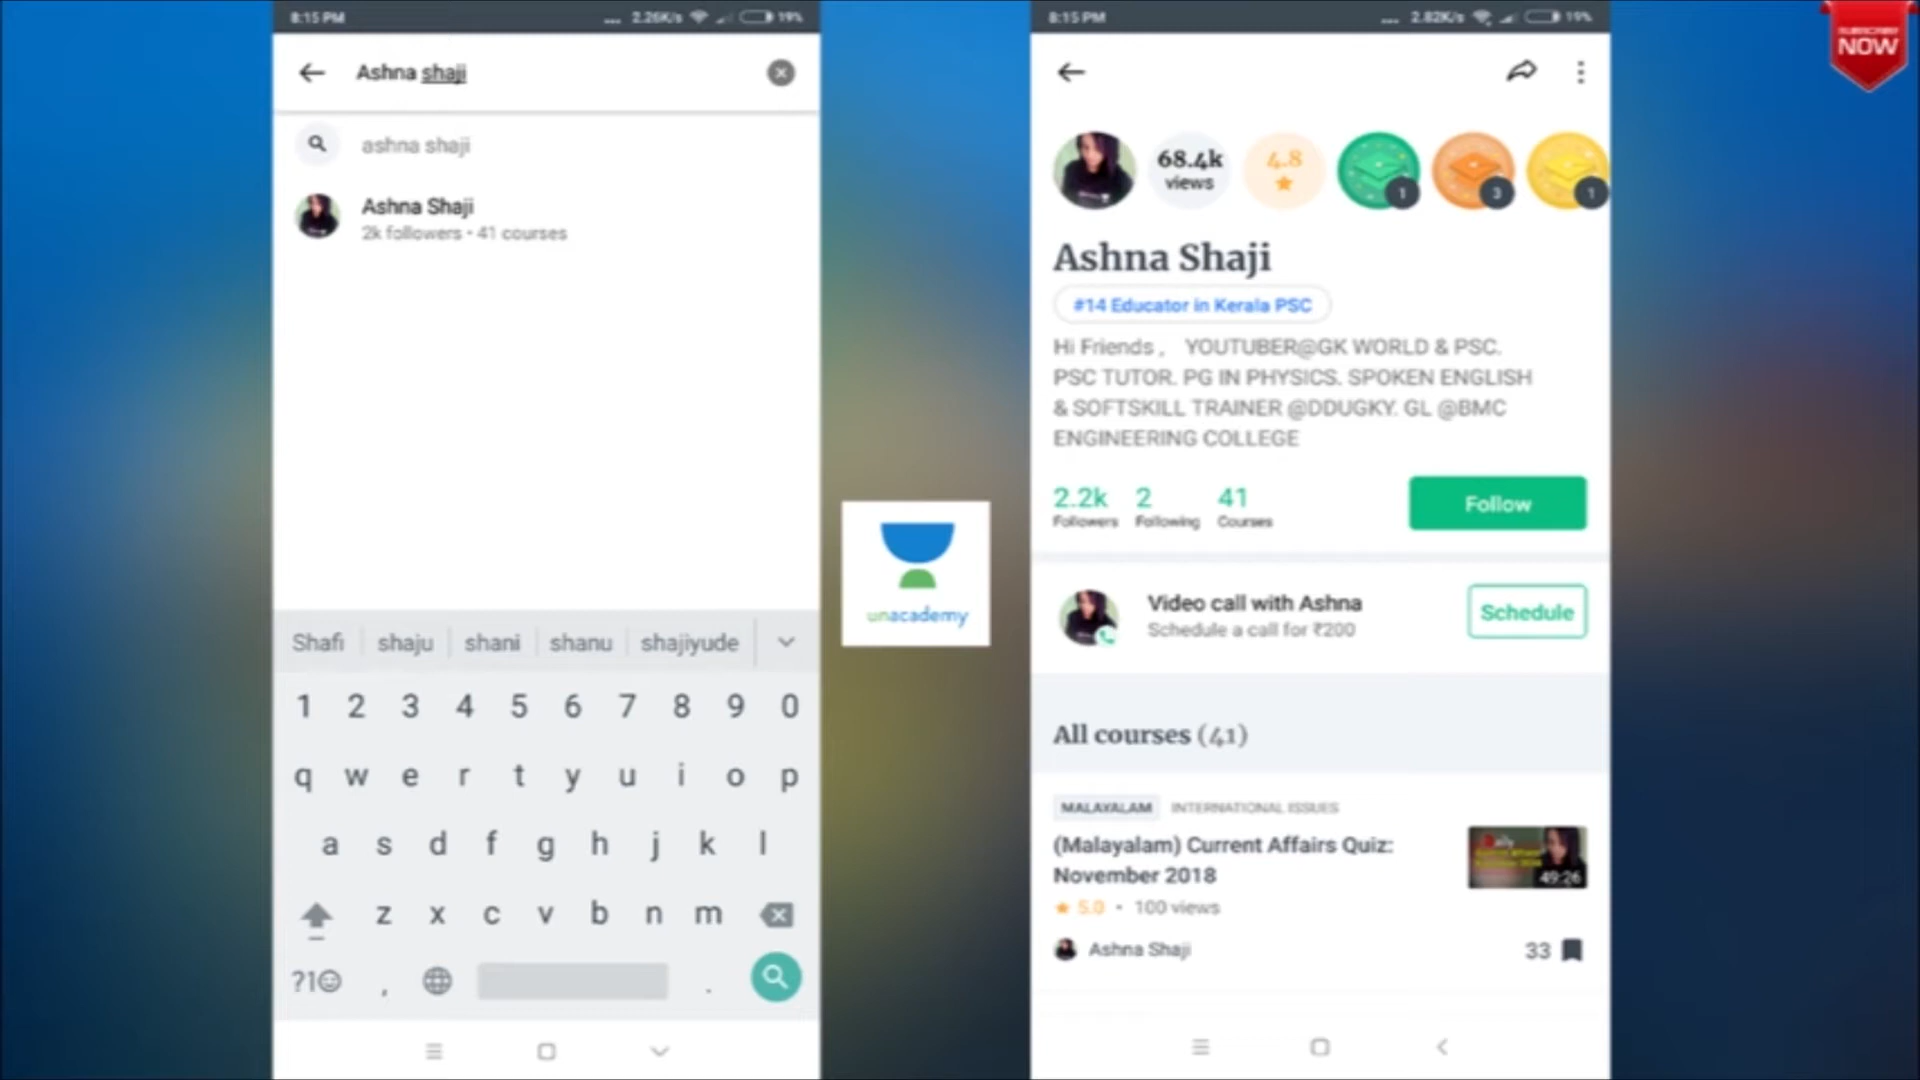 8:15 PM
2.26K/s
19%
Ashna shaji
ashna shaji
Ashna Shaji
2k followers • 41 courses
Shafi shaju shani shanu shajiyude
1 2 3 4 5 6 7 8 9 0
q w e r t y u i o p
a s d f g h j k l
z x c v b n m
?1☺ , .
unacademy
8:15 PM
2.82K/s
19%
68.4k
views
4.8
1
3
1
Ashna Shaji
#14 Educator in Kerala PSC
Hi Friends , YOUTUBER@GK WORLD & PSC.
PSC TUTOR. PG IN PHYSICS. SPOKEN ENGLISH
& SOFTSKILL TRAINER @DDUGKY. GL @BMC
ENGINEERING COLLEGE
2.2k 2 41
Followers Following Courses
Follow
Video call with Ashna
Schedule a call for ₹200
Schedule
All courses (41)
MALAYALAM INTERNATIONAL ISSUES
(Malayalam) Current Affairs Quiz:
November 2018
49:26
5.0 • 100 views
Ashna Shaji
33
SUBSCRIBE
NOW